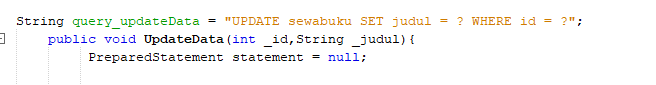 String query_updateData = "UPDATE sewabuku SET judul = ? WHERE id = ?";
public void UpdateData(int _id,String _judul){
PreparedStatement statement = null;